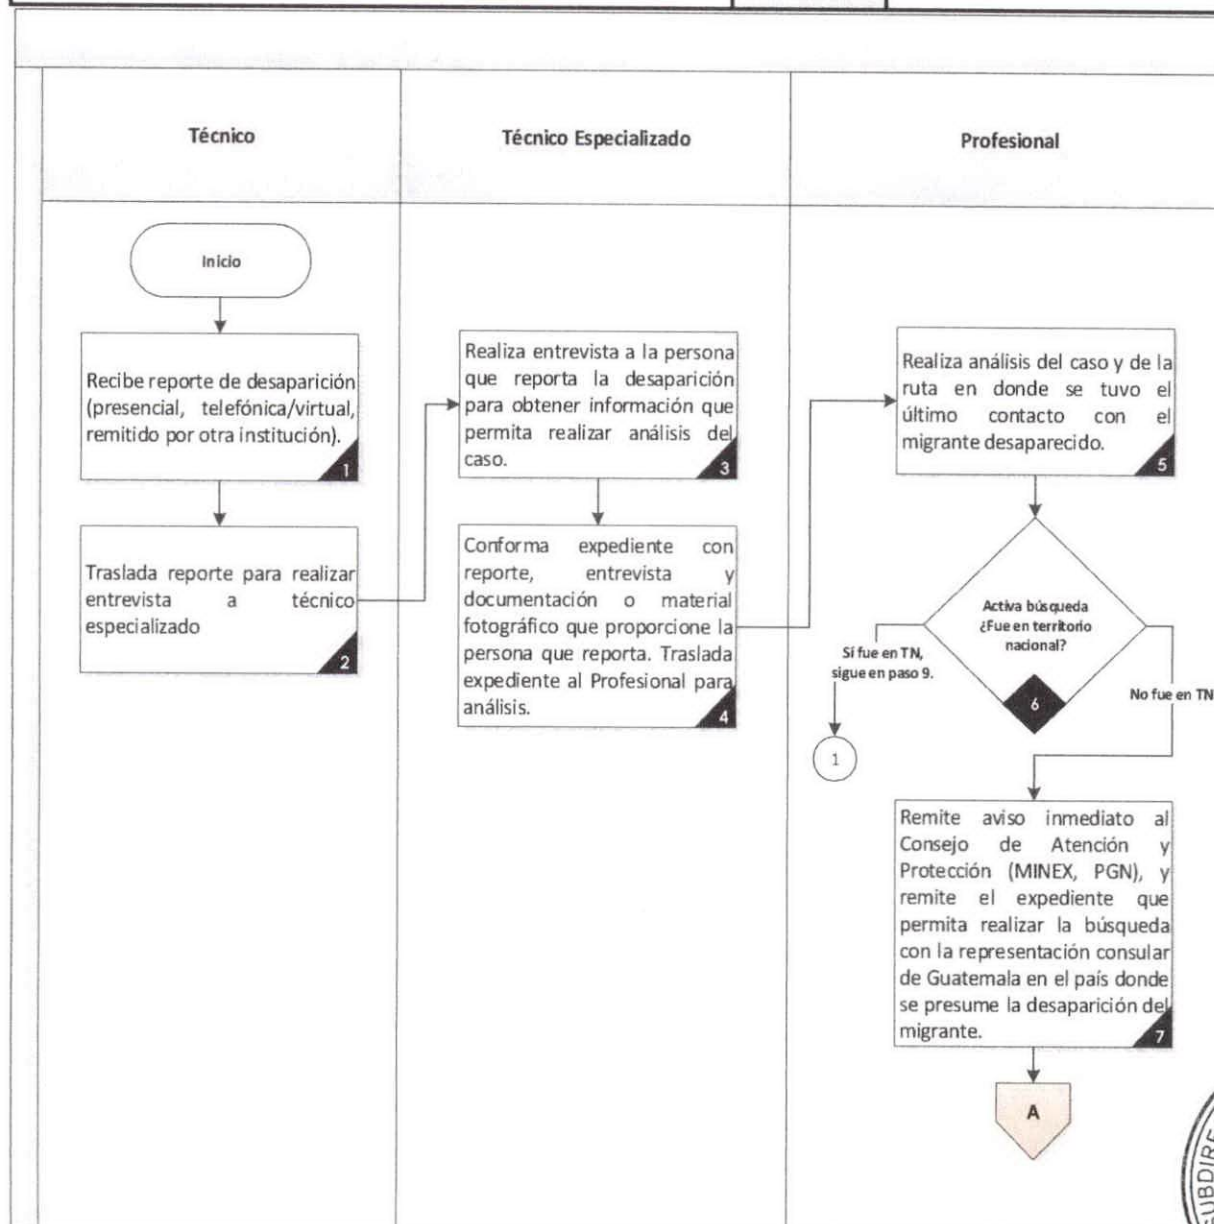 Técnico
Técnico Especializado
Profesional
Inicio
Recibe reporte de desaparición
(presencial, telefónica/virtual,
remitido por otra institución).
1
Traslada reporte para realizar
entrevista a técnico
especializado
2
Realiza entrevista a la persona
que reporta la desaparición
para obtener información que
permita realizar análisis del
caso.
3
Conforma expediente con
reporte, entrevista y
documentación o material
fotográfico que proporcione la
persona que reporta. Traslada
expediente al Profesional para
análisis.
4
Realiza análisis del caso y de la
ruta en donde se tuvo el
último contacto con el
migrante desaparecido.
5
Activa búsqueda
¿Fue en territorio
nacional?
6
Sí fue en TN,
sigue en paso 9.
1
No fue en TN
Remite aviso inmediato al
Consejo de Atención y
Protección (MINEX, PGN), y
remite el expediente que
permita realizar la búsqueda
con la representación consular
de Guatemala en el país donde
se presume la desaparición del
migrante.
7
A
SUBDIRE